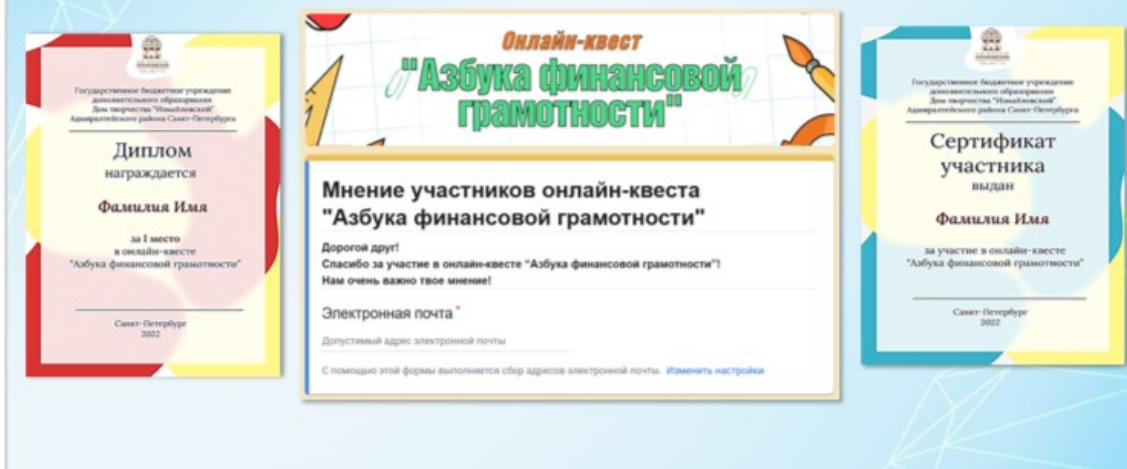 Государственное бюджетное учреждение
дополнительного образования
Дом творчества "Измайловский"
Адмиралтейского района Санкт-Петербурга
Диплом
награждается
Фамилия Имя
за I место
в онлайн-квесте
"Азбука финансовой грамотности"
Санкт-Петербург
2022
Онлайн-квест
"Азбука финансовой
грамотности"
Мнение участников онлайн-квеста
"Азбука финансовой грамотности"
Дорогой друг!
Спасибо за участие в онлайн-квесте "Азбука финансовой грамотности"!
Нам очень важно твое мнение!
Электронная почта *
Допустимый адрес электронной почты
С помощью этой формы выполняется сбор адресов электронной почты. Изменить настройки
Государственное бюджетное учреждение
дополнительного образования
Дом творчества "Измайловский"
Адмиралтейского района Санкт-Петербурга
Сертификат
участника
выдан
Фамилия Имя
за участие в онлайн-квесте
"Азбука финансовой грамотности"
Санкт-Петербург
2022